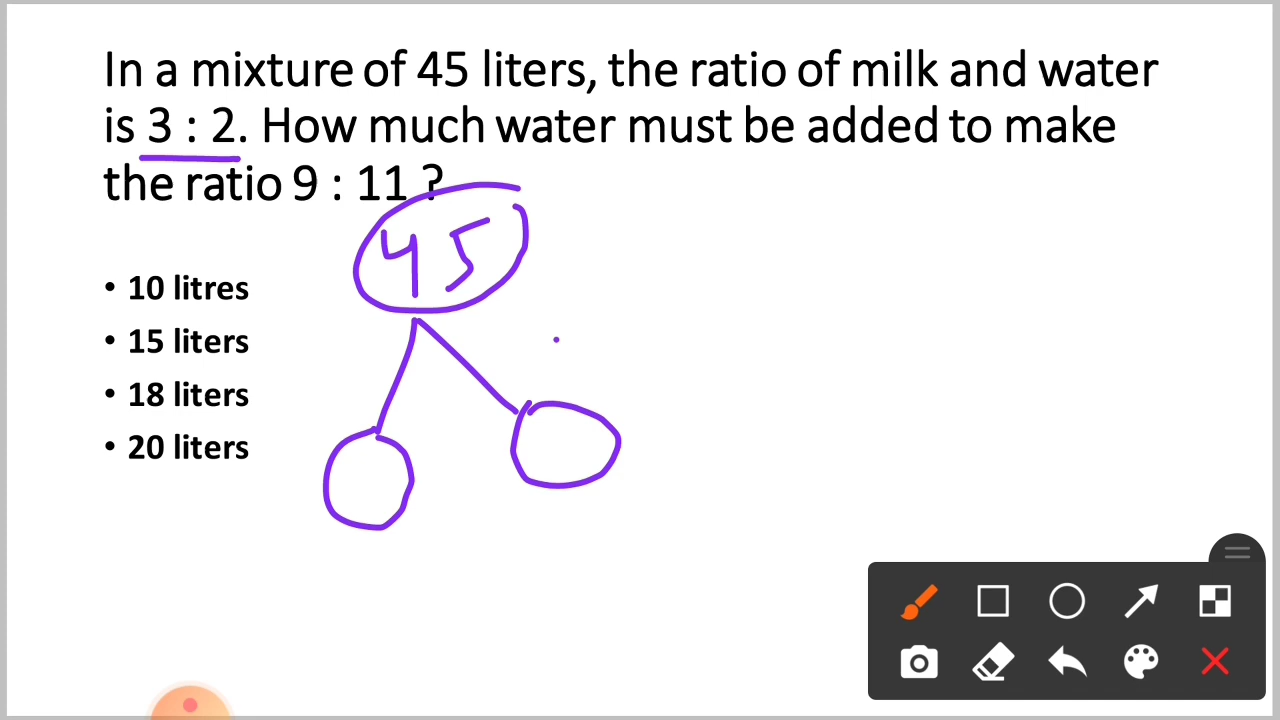 In a mixture of 45 liters, the ratio of milk and water
is 3 : 2. How much water must be added to make
the ratio 9 : 11 ?
45
• 10 litres
• 15 liters
• 18 liters
• 20 liters